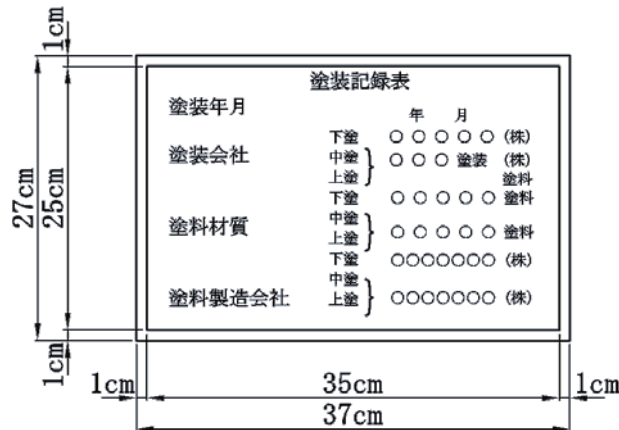 1cm
塗装記録表
塗装年月
年 月
下塗 ○○○○○ (株)
塗装会社 中塗 ○○○塗装 (株)
上塗 塗料
下塗 ○○○○○ 塗料
中塗
塗料材質 上塗 ○○○○○ 塗料
下塗 ○○○○○○○ (株)
中塗
塗料製造会社 上塗 ○○○○○○○ (株)
27cm
25cm
1cm
1cm 35cm 1cm
37cm